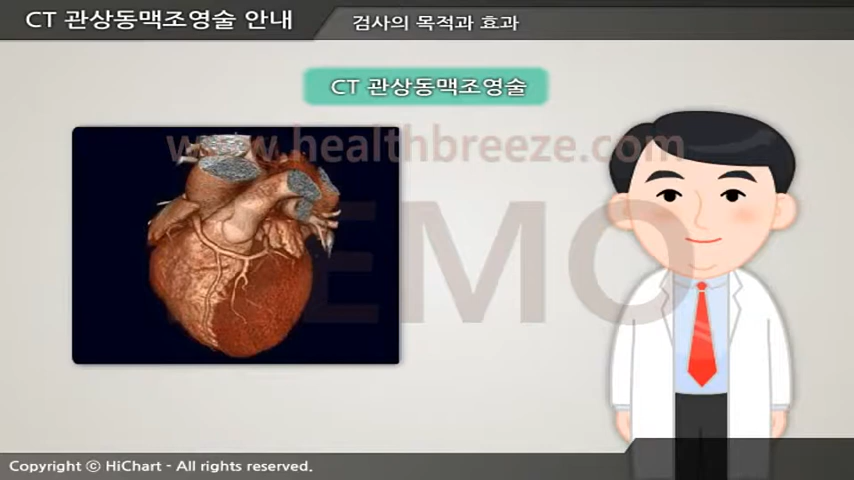 CT 관상동맥조영술 안내
검사의 목적과 효과
CT 관상동맥조영술
www.healthbreeze.com
DEMO
Copyright ⓒ HiChart - All rights reserved.